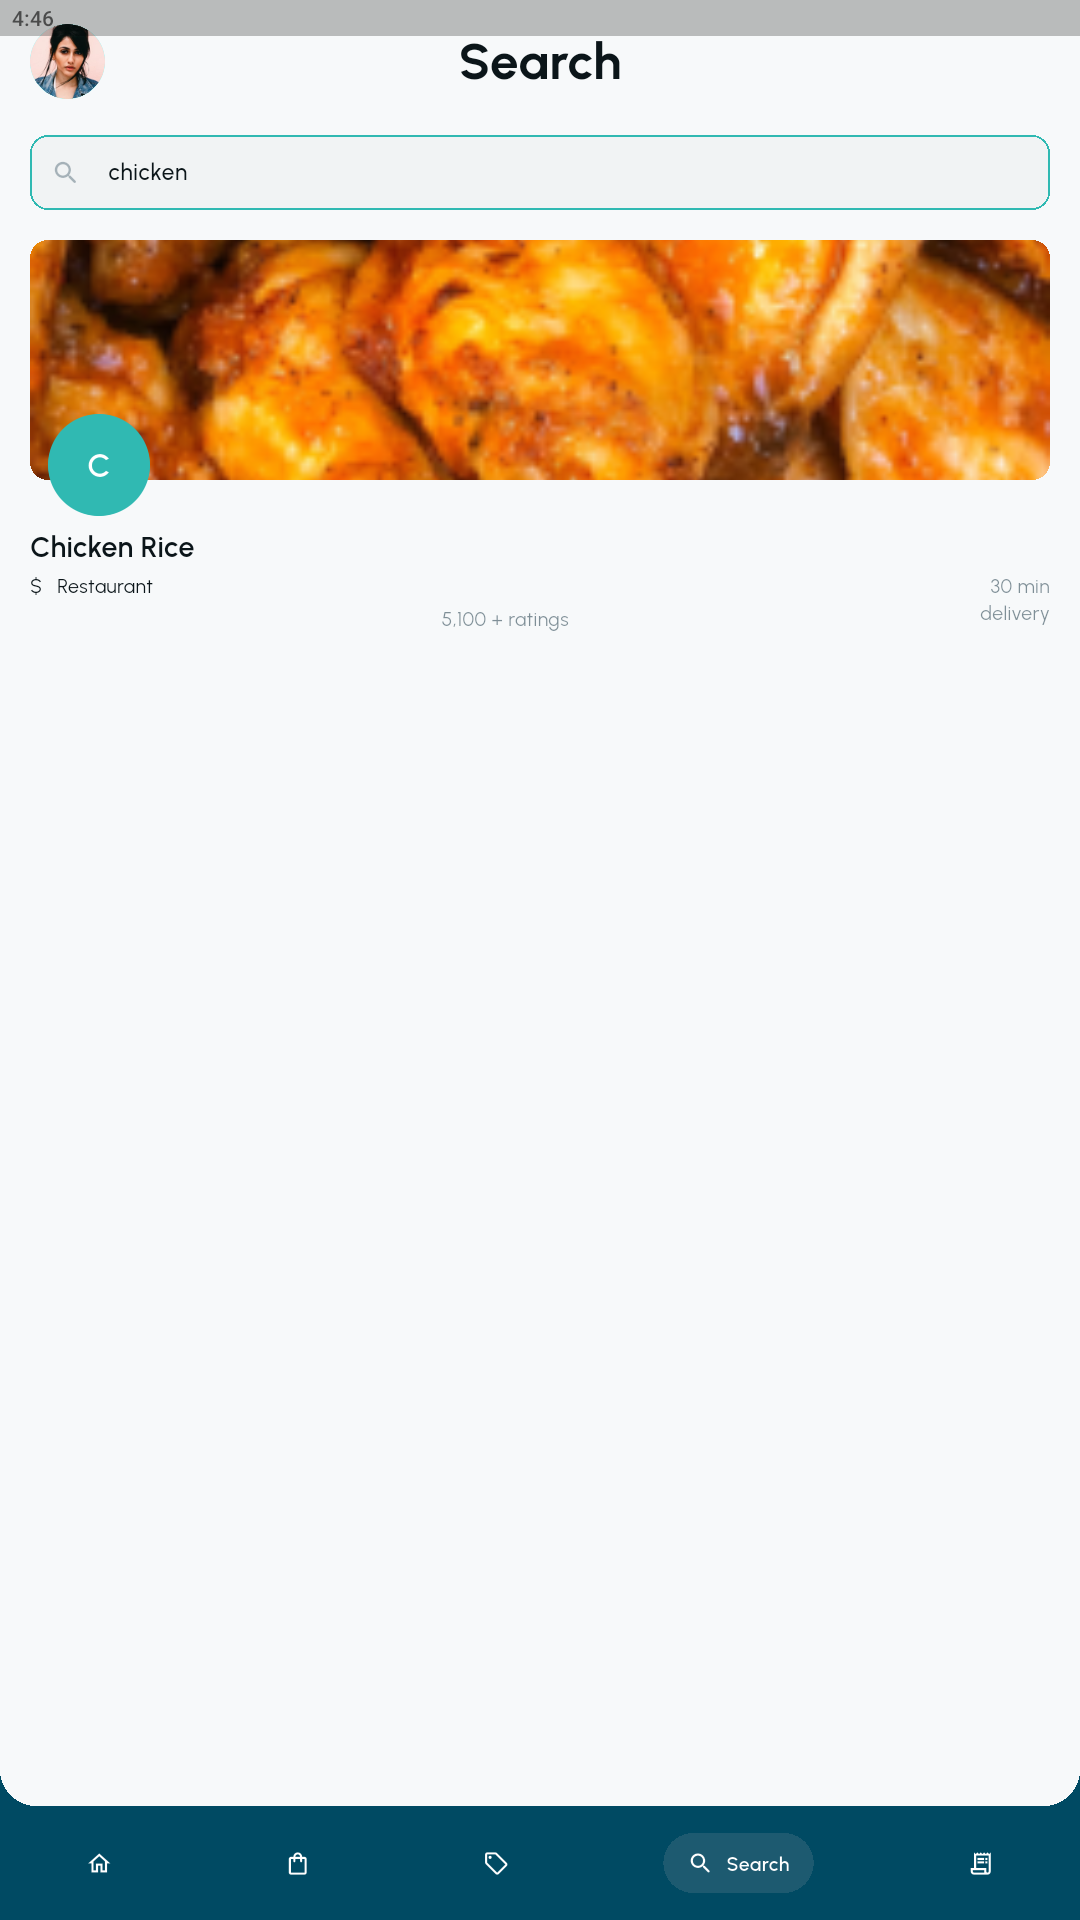 4:46
Search
chicken
C
Chicken Rice
$ Restaurant
30 min
delivery
5,100 + ratings
Search